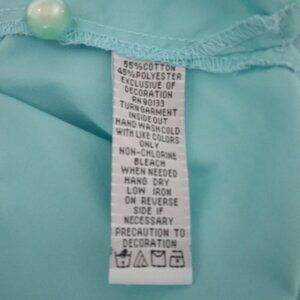 55%COTTON
45%POLYESTER
EXCLUSIVE OF
DECORATION
RN 90133
TURN GARMENT
INSIDE OUT
HAND WASH COLD
WITH LIKE COLORS
ONLY
NON-CHLORINE
BLEACH
WHEN NEEDED
HANG DRY
LOW IRON
ON REVERSE
SIDE IF
NECESSARY
PRECAUTION TO
DECORATION